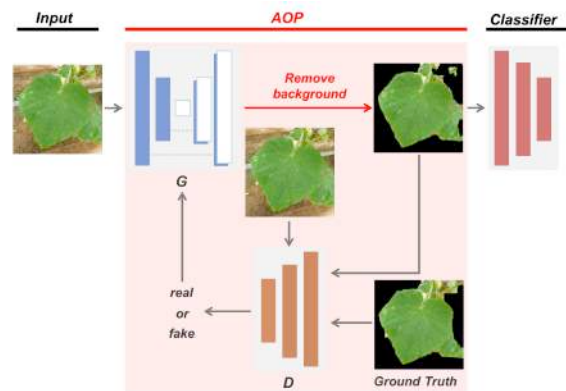 Input
AOP
Classifier
Remove
background
G
real
or
fake
D
Ground Truth